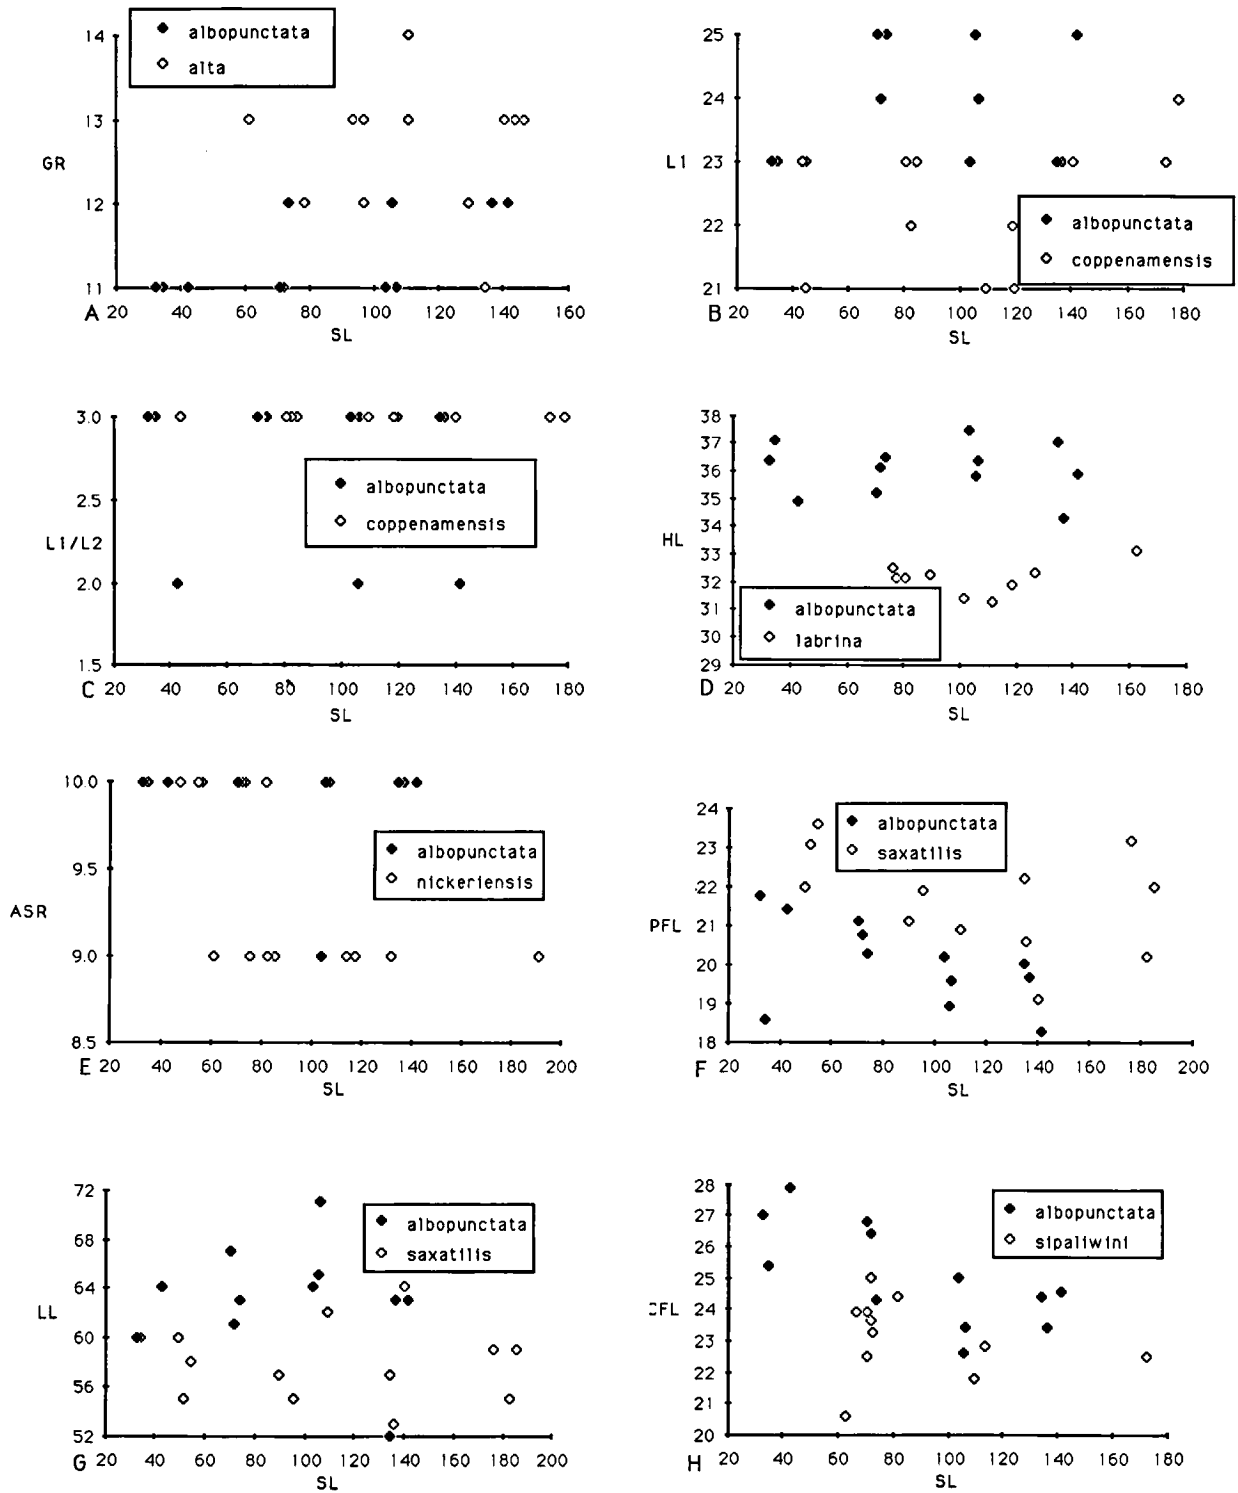 albopunctata
alta
14
13
GR
12
11
A 20 40 60 80 100 120 140 160
SL
25
24
L1 23
22
21
albopunctata
coppenamensis
B 20 40 60 80 100 120 140 160 180
SL
3.0
2.5
L1/L2
2.0
1.5
albopunctata
coppenamensis
C 20 40 60 80 100 120 140 160 180
SL
38
37
36
35
34
HL
33
32
31
30
29
albopunctata
labrina
D 20 40 60 80 100 120 140 160 180
SL
10.0
9.5
ASR
9.0
8.5
albopunctata
nickeriensis
E 20 40 60 80 100 120 140 160 180 200
SL
24
23
22
PFL 21
20
19
18
albopunctata
saxatilis
F 20 40 60 80 100 120 140 160 180 200
SL
72
68
64
LL
60
56
52
albopunctata
saxatilis
G 20 40 60 80 100 120 140 160 180 200
SL
28
27
26
25
24
CFL
23
22
21
20
albopunctata
sipaliwini
H 20 40 60 80 100 120 140 160 180
SL